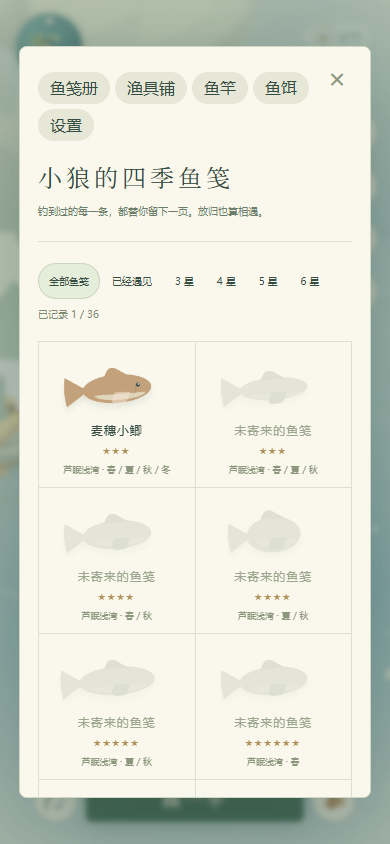 鱼笺册 渔具铺 鱼竿 鱼饵 ×
设置
小狼的四季鱼笺
钓到过的每一条，都替你留下一页。放归也算相遇。
全部鱼笺 已经遇见 3 星 4 星 5 星 6 星
已记录 1 / 36
麦穗小鲫 未寄来的鱼笺
★★★ ★★★
芦眠浅湾 · 春 / 夏 / 秋 / 冬 芦眠浅湾 · 春 / 夏 / 秋
未寄来的鱼笺 未寄来的鱼笺
★★★★ ★★★★
芦眠浅湾 · 春 / 秋 芦眠浅湾 · 夏 / 秋
未寄来的鱼笺 未寄来的鱼笺
★★★★★ ★★★★★★
芦眠浅湾 · 夏 / 秋 芦眠浅湾 · 春